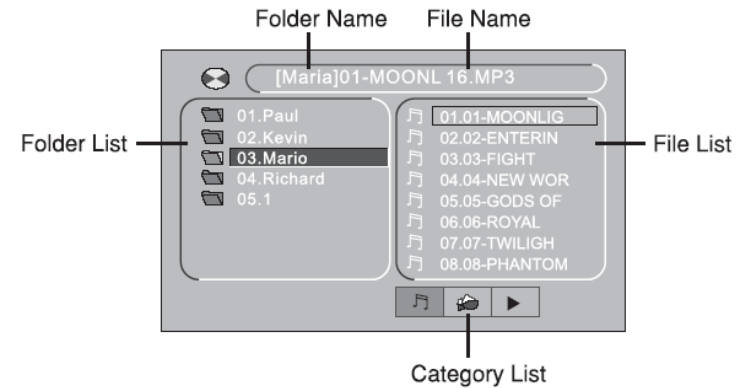 Folder Name File Name
[Maria]01-MOONL 16.MP3
Folder List
01.Paul
02.Kevin
03.Mario
04.Richard
05.1
01.01-MOONLIG
02.02-ENTERIN
03.03-FIGHT
04.04-NEW WOR
05.05-GODS OF
06.06-ROYAL
07.07-TWILIGH
08.08-PHANTOM
File List
Category List